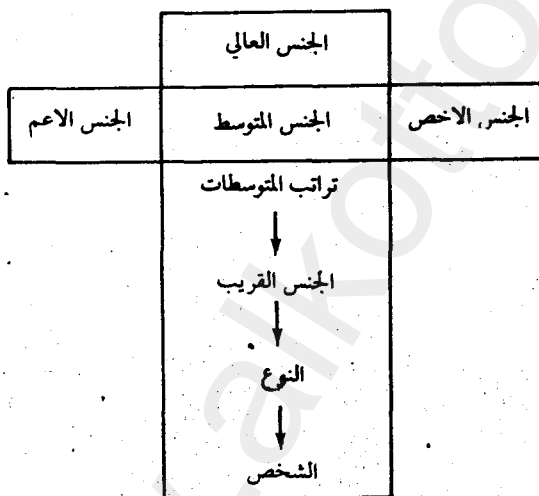 الجنس العالي
الجنس الاخص
الجنس المتوسط
الجنس الاعم
تراتب المتوسطات
الجنس القريب
النوع
الشخص